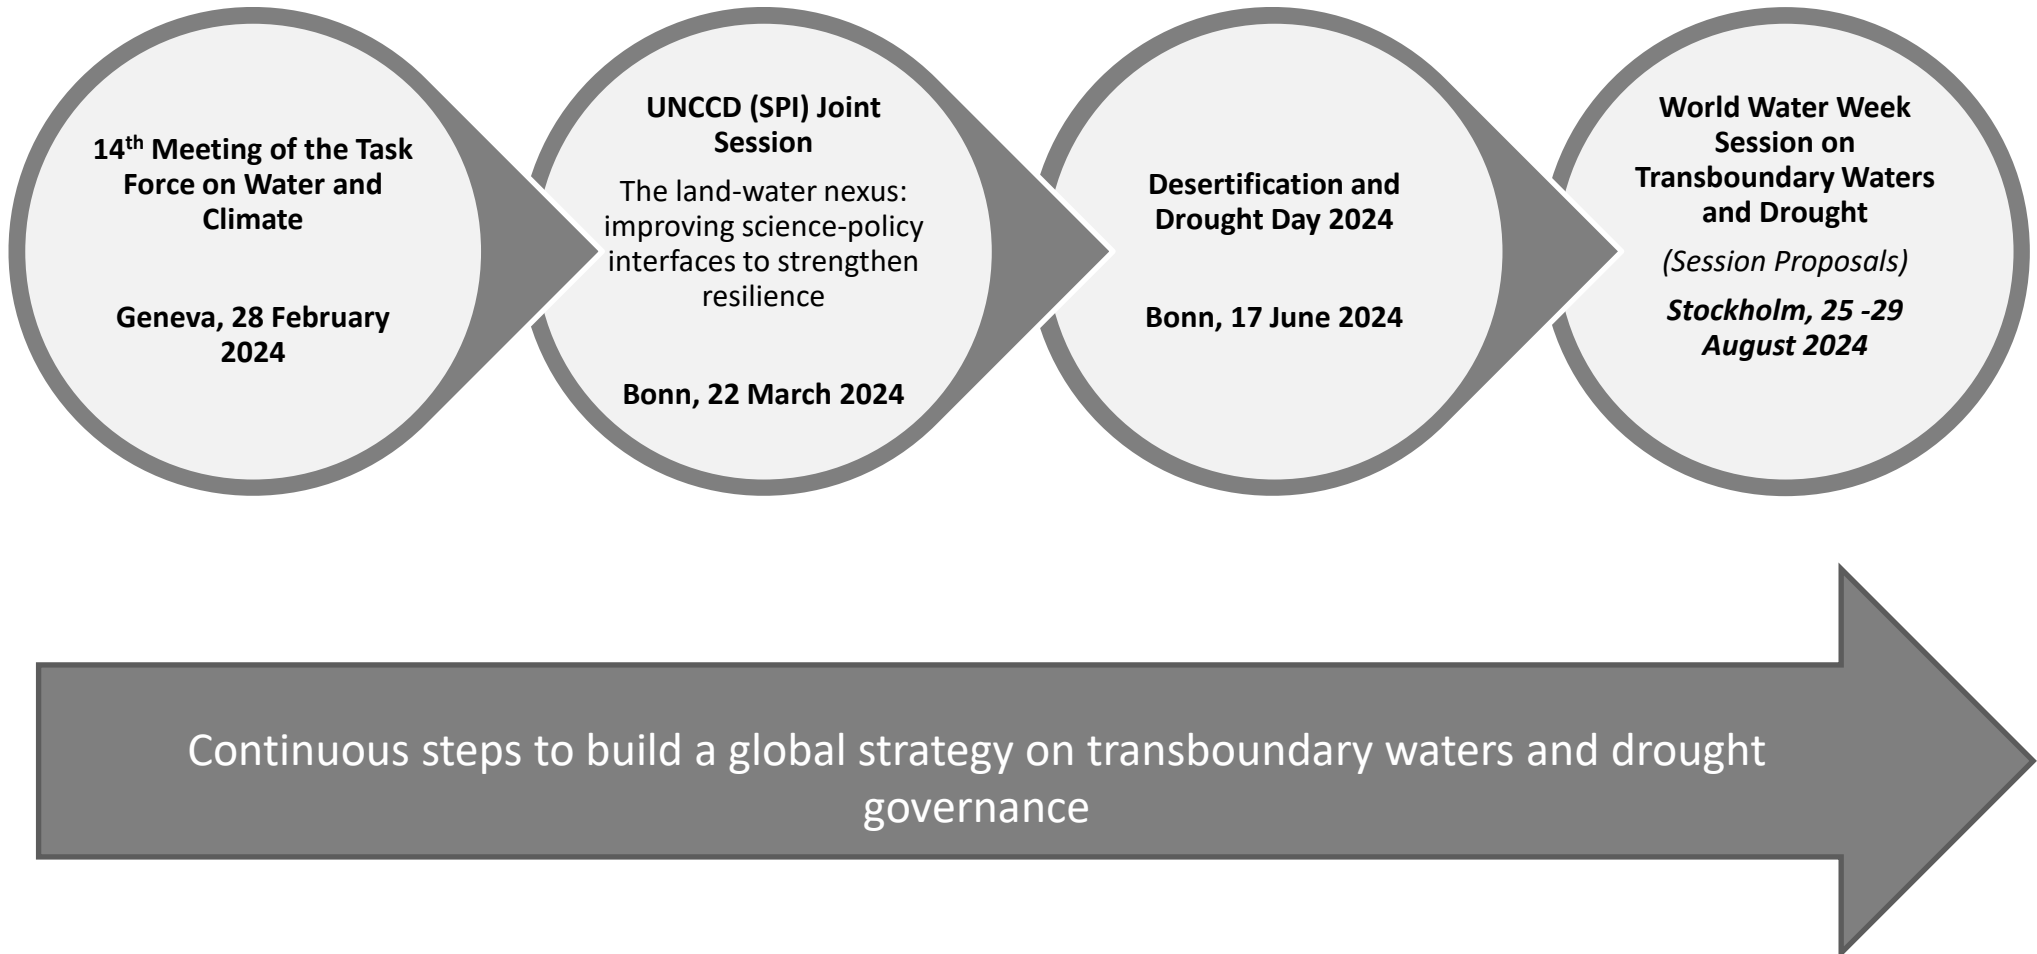 14th Meeting of the Task
Force on Water and
Climate
Geneva, 28 February
2024
UNCCD (SPI) Joint
Session
The land-water nexus:
improving science-policy
interfaces to strengthen
resilience
Bonn, 22 March 2024
Desertification and
Drought Day 2024
Bonn, 17 June 2024
World Water Week
Session on
Transboundary Waters
and Drought
(Session Proposals)
Stockholm, 25 -29
August 2024
Continuous steps to build a global strategy on transboundary waters and drought
governance